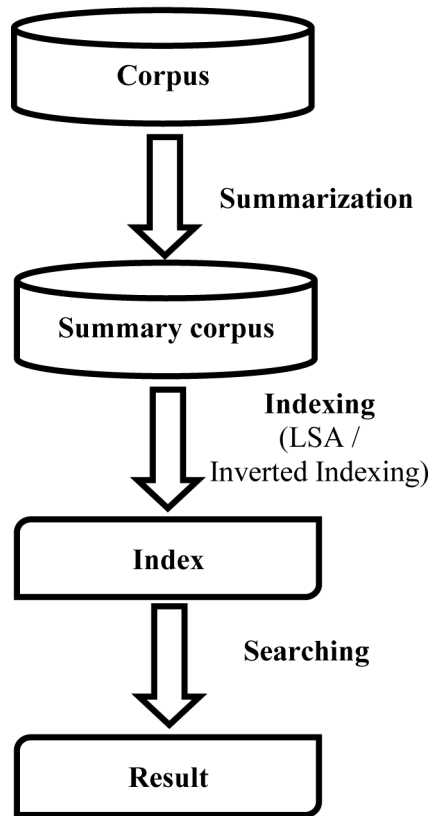 Corpus
Summarization
Summary corpus
Indexing
(LSA /
Inverted Indexing)
Index
Searching
Result